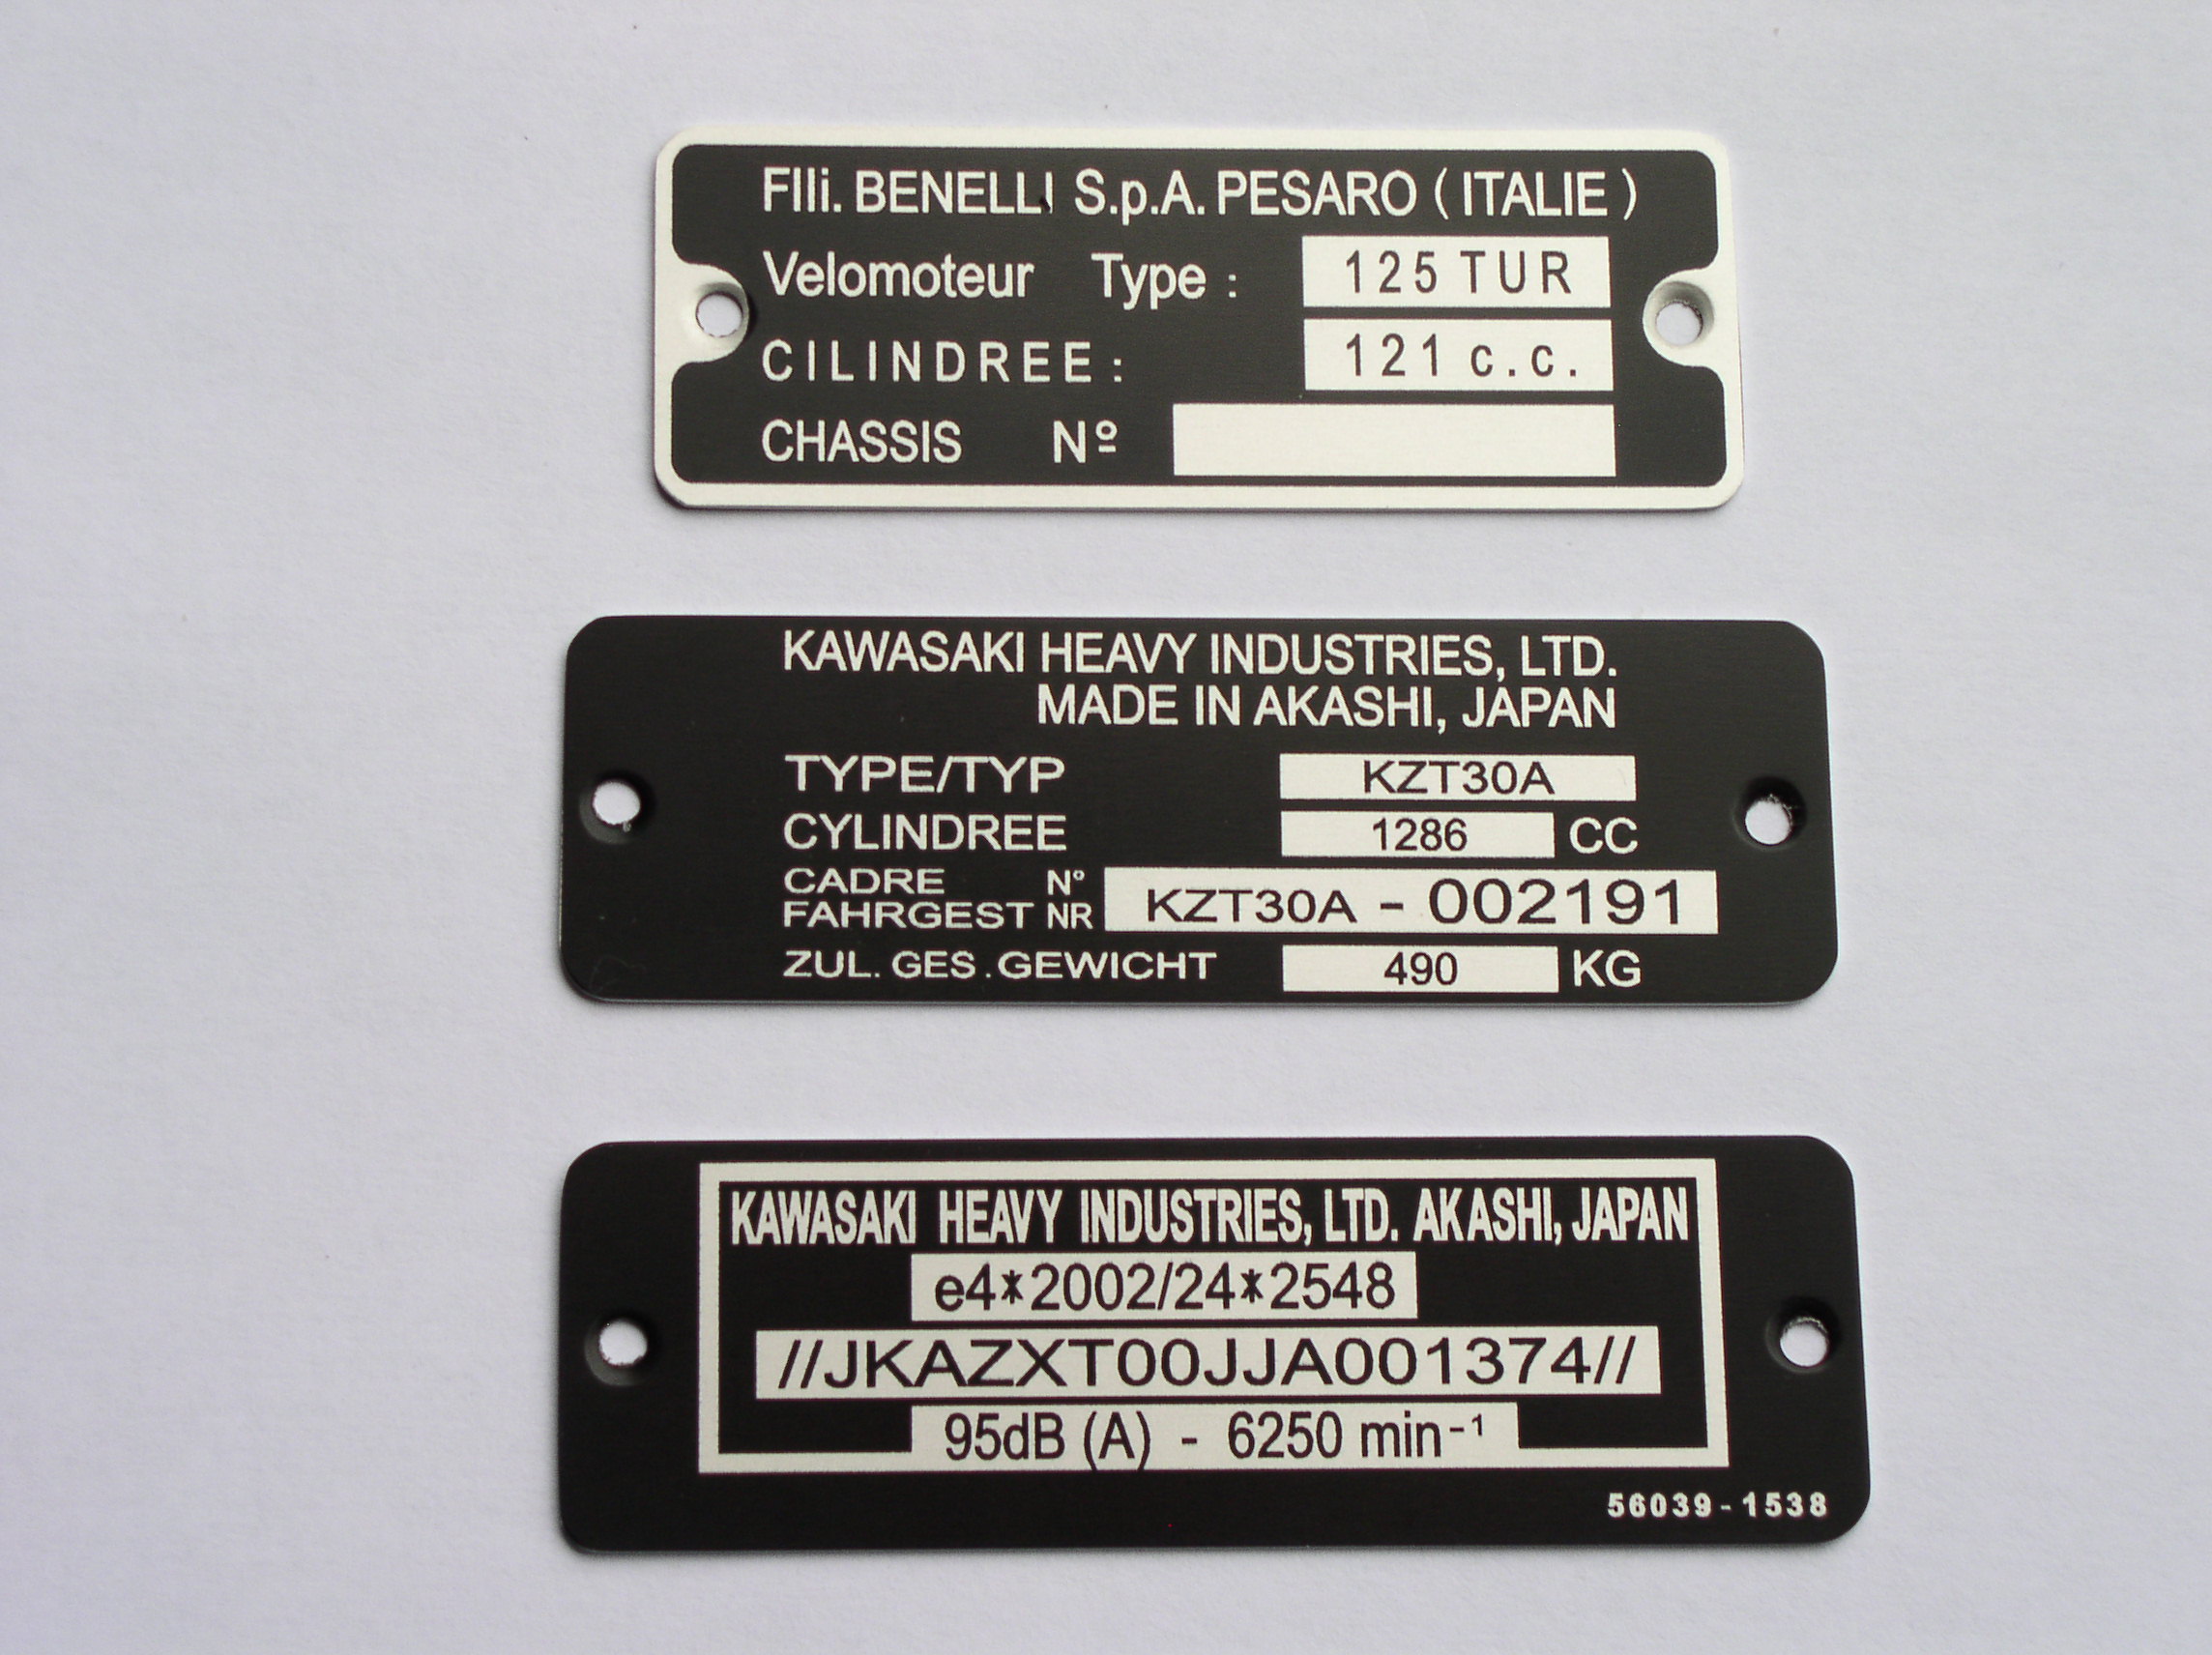 Flli. BENELLI S.p.A. PESARO ( ITALIE )
Velomoteur Type : 125 TUR
CILINDREE : 121 c.c.
CHASSIS Nº
KAWASAKI HEAVY INDUSTRIES, LTD.
MADE IN AKASHI, JAPAN
TYPE/TYP KZT30A
CYLINDREE 1286 CC
CADRE N°
FAHRGEST NR KZT30A - 002191
ZUL. GES . GEWICHT 490 KG
KAWASAKI HEAVY INDUSTRIES, LTD. AKASHI, JAPAN
e4*2002/24*2548
//JKAZXT00JJA001374//
95dB (A) - 6250 min⁻¹
56039-1538